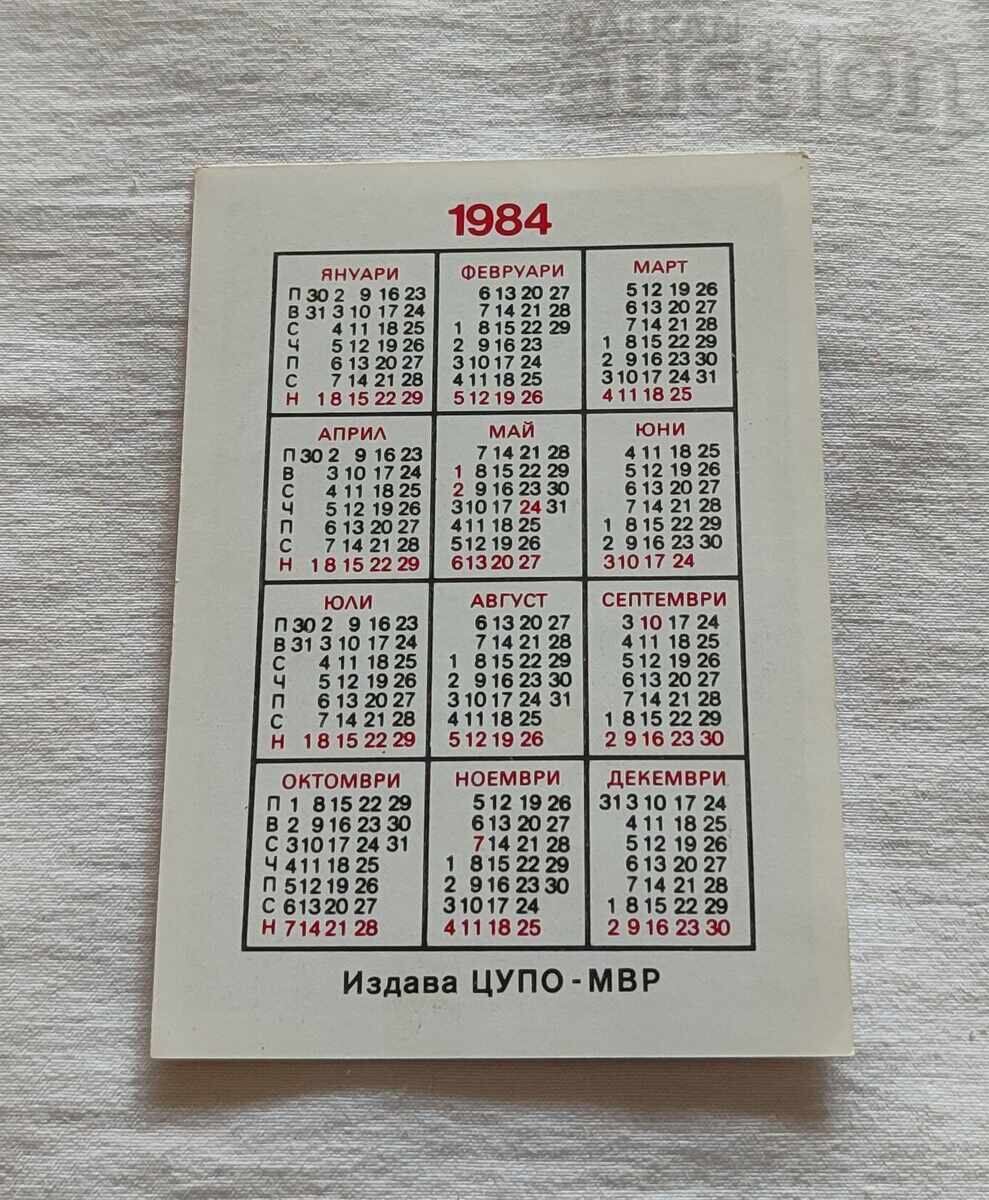 BALKAN
auction
1984
ЯНУАРИ
П 30 2 9 16 23
В 31 3 10 17 24
С 4 11 18 25
Ч 5 12 19 26
П 6 13 20 27
С 7 14 21 28
Н 1 8 15 22 29
ФЕВРУАРИ
6 13 20 27
7 14 21 28
1 8 15 22 29
2 9 16 23
3 10 17 24
4 11 18 25
5 12 19 26
МАРТ
5 12 19 26
6 13 20 27
7 14 21 28
1 8 15 22 29
2 9 16 23 30
3 10 17 24 31
4 11 18 25
АПРИЛ
П 30 2 9 16 23
В 3 10 17 24
С 4 11 18 25
Ч 5 12 19 26
П 6 13 20 27
С 7 14 21 28
Н 1 8 15 22 29
МАЙ
7 14 21 28
1 8 15 22 29
2 9 16 23 30
3 10 17 24 31
4 11 18 25
5 12 19 26
6 13 20 27
ЮНИ
4 11 18 25
5 12 19 26
6 13 20 27
7 14 21 28
1 8 15 22 29
2 9 16 23 30
3 10 17 24
ЮЛИ
П 30 2 9 16 23
В 31 3 10 17 24
С 4 11 18 25
Ч 5 12 19 26
П 6 13 20 27
С 7 14 21 28
Н 1 8 15 22 29
АВГУСТ
6 13 20 27
7 14 21 28
1 8 15 22 29
2 9 16 23 30
3 10 17 24 31
4 11 18 25
5 12 19 26
СЕПТЕМВРИ
3 10 17 24
4 11 18 25
5 12 19 26
6 13 20 27
7 14 21 28
1 8 15 22 29
2 9 16 23 30
ОКТОМВРИ
П 1 8 15 22 29
В 2 9 16 23 30
С 3 10 17 24 31
Ч 4 11 18 25
П 5 12 19 26
С 6 13 20 27
Н 7 14 21 28
НОЕМВРИ
5 12 19 26
6 13 20 27
7 14 21 28
1 8 15 22 29
2 9 16 23 30
3 10 17 24
4 11 18 25
ДЕКЕМВРИ
31 3 10 17 24
4 11 18 25
5 12 19 26
6 13 20 27
7 14 21 28
1 8 15 22 29
2 9 16 23 30
Издава ЦУПО - МВР